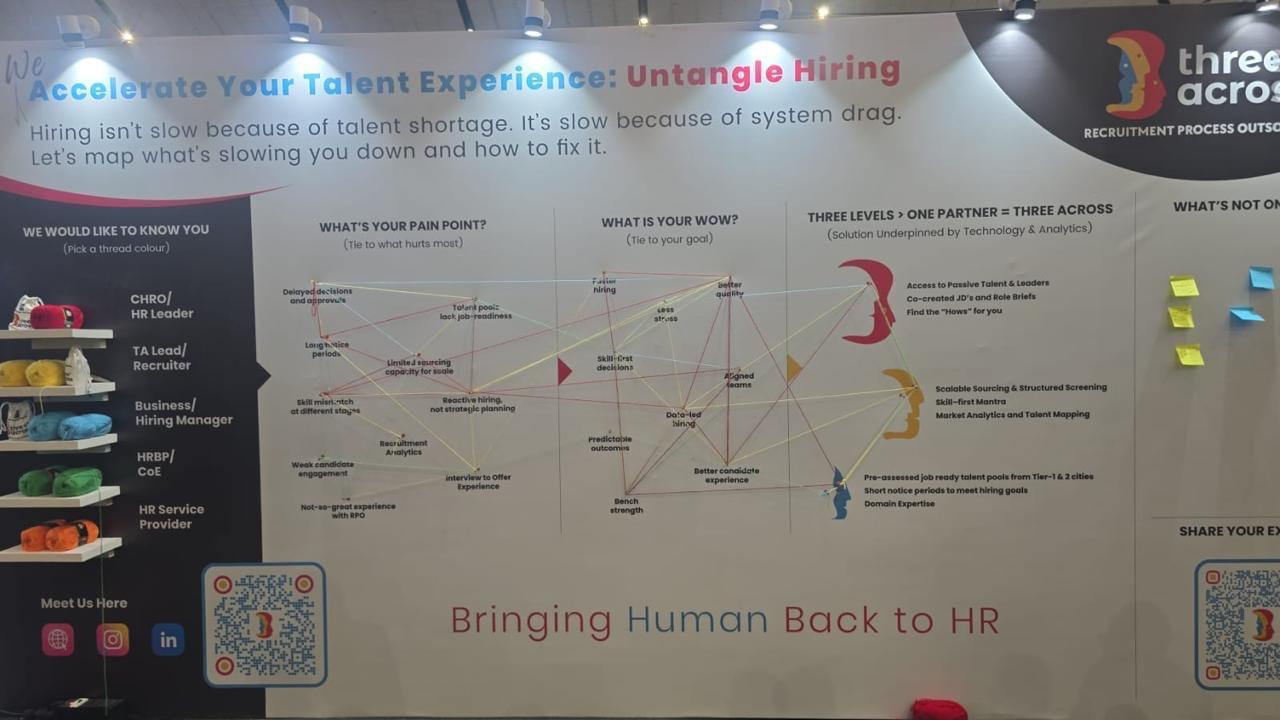 We
Accelerate Your Talent Experience: Untangle Hiring
Hiring isn't slow because of talent shortage. It's slow because of system drag.
Let's map what's slowing you down and how to fix it.
three
acros
RECRUITMENT PROCESS OUTSO
WE WOULD LIKE TO KNOW YOU
(Pick a thread colour)
CHRO/
HR Leader
TA Lead/
Recruiter
Business/
Hiring Manager
HRBP/
CoE
HR Service
Provider
Meet Us Here
in
WHAT'S YOUR PAIN POINT?
(Tie to what hurts most)
Delayed decisions
and approvals
Talent pools
lack job-readiness
Long notice
periods
Limited sourcing
capacity for scale
Skill mismatch
at different stages
Reactive hiring,
not strategic planning
Recruitment
Analytics
Weak candidate
engagement
Interview to Offer
Experience
Not-so-great experience
with RPO
WHAT IS YOUR WOW?
(Tie to your goal)
Faster
hiring
Better
quality
Less
stress
Skill-first
decisions
Aligned
teams
Data-led
hiring
Predictable
outcomes
Better candidate
experience
Bench
strength
THREE LEVELS > ONE PARTNER = THREE ACROSS
(Solution Underpinned by Technology & Analytics)
Access to Passive Talent & Leaders
Co-created JD's and Role Briefs
Find the "Hows" for you
Scalable Sourcing & Structured Screening
Skill-first Mantra
Market Analytics and Talent Mapping
Pre-assessed job ready talent pools from Tier-1 & 2 cities
Short notice periods to meet hiring goals
Domain Expertise
WHAT'S NOT ON
SHARE YOUR EX
Bringing Human Back to HR